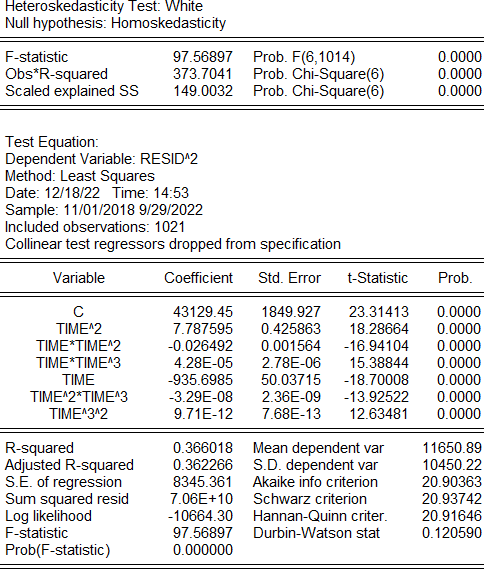 Heteroskedasticity Test: White
Null hypothesis: Homoskedasticity
F-statistic 97.56897 Prob. F(6,1014) 0.0000
Obs*R-squared 373.7041 Prob. Chi-Square(6) 0.0000
Scaled explained SS 149.0032 Prob. Chi-Square(6) 0.0000
Test Equation:
Dependent Variable: RESID^2
Method: Least Squares
Date: 12/18/22 Time: 14:53
Sample: 11/01/2018 9/29/2022
Included observations: 1021
Collinear test regressors dropped from specification
Variable Coefficient Std. Error t-Statistic Prob.
C 43129.45 1849.927 23.31413 0.0000
TIME^2 7.787595 0.425863 18.28664 0.0000
TIME*TIME^2 -0.026492 0.001564 -16.94104 0.0000
TIME*TIME^3 4.28E-05 2.78E-06 15.38844 0.0000
TIME -935.6985 50.03715 -18.70008 0.0000
TIME^2*TIME^3 -3.29E-08 2.36E-09 -13.92522 0.0000
TIME^3^2 9.71E-12 7.68E-13 12.63481 0.0000
R-squared 0.366018 Mean dependent var 11650.89
Adjusted R-squared 0.362266 S.D. dependent var 10450.22
S.E. of regression 8345.361 Akaike info criterion 20.90363
Sum squared resid 7.06E+10 Schwarz criterion 20.93742
Log likelihood -10664.30 Hannan-Quinn criter. 20.91646
F-statistic 97.56897 Durbin-Watson stat 0.120590
Prob(F-statistic) 0.000000